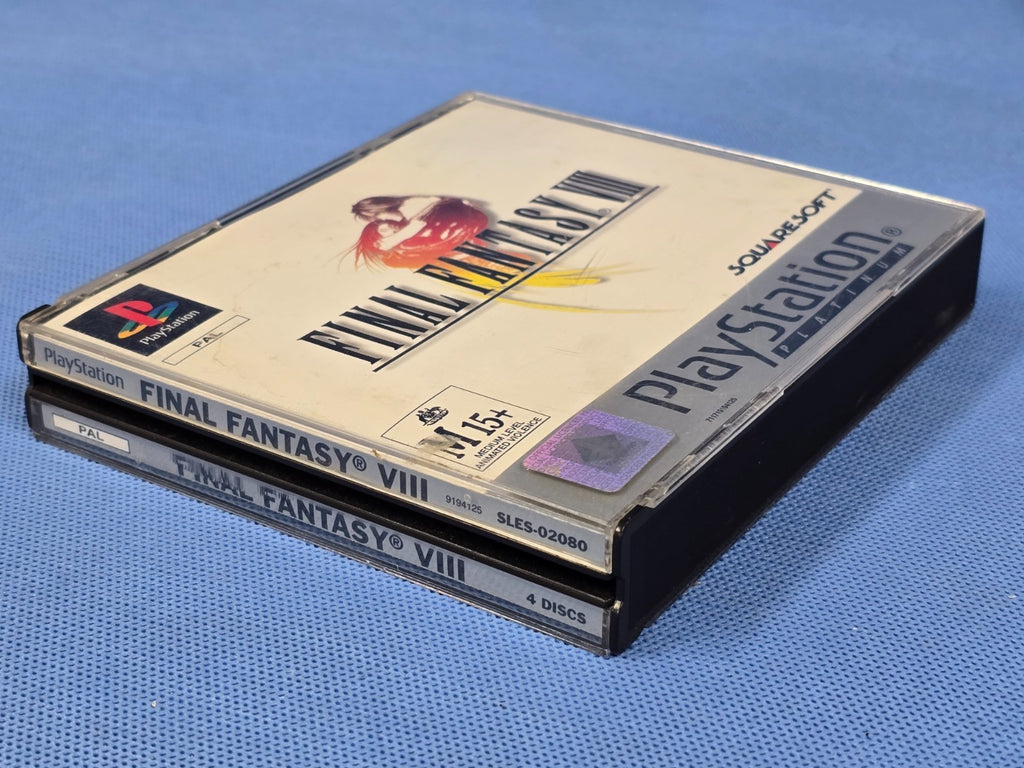 PlayStation
PAL
FINAL FANTASY VIII
SQUARESOFT
PlayStation®
PLATINUM
M 15+
MEDIUM LEVEL
ANIMATED VIOLENCE
PlayStation FINAL FANTASY® VIII 9194125 SLES-02080
PAL FINAL FANTASY® VIII 4 DISCS